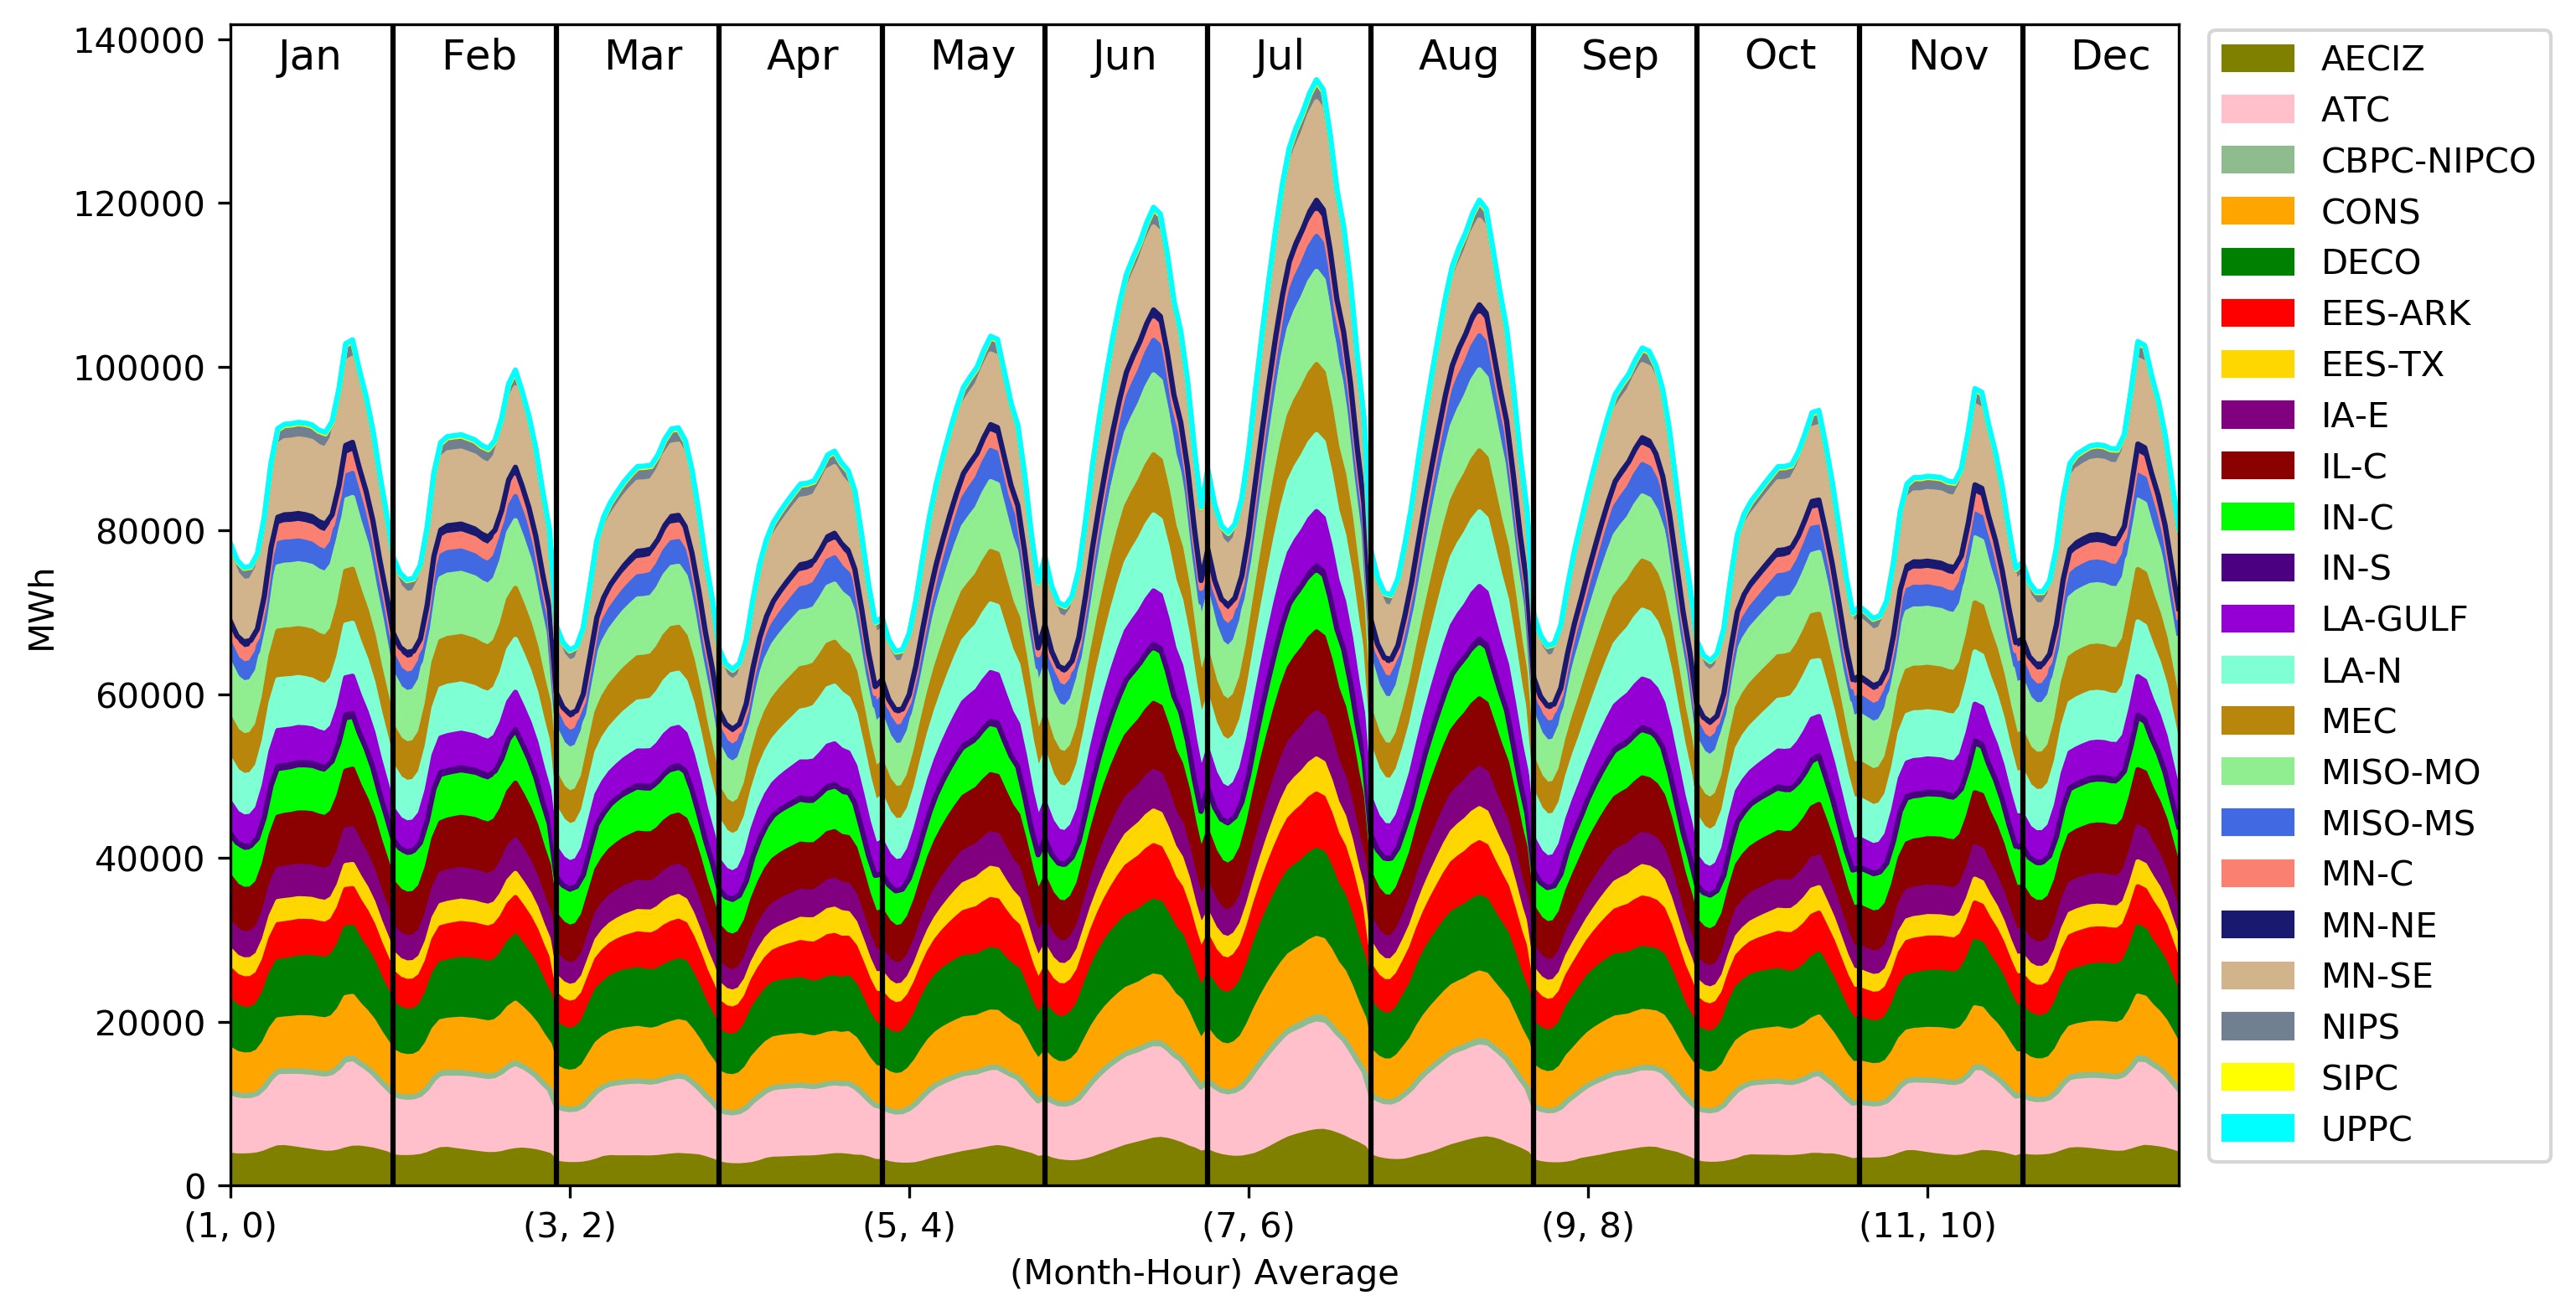 140000
120000
100000
80000
60000
40000
20000
0
MWh
Jan
Feb
Mar
Apr
May
Jun
Jul
Aug
Sep
Oct
Nov
Dec
(1, 0)
(3, 2)
(5, 4)
(7, 6)
(9, 8)
(11, 10)
(Month-Hour) Average
AECIZ
ATC
CBPC-NIPCO
CONS
DECO
EES-ARK
EES-TX
IA-E
IL-C
IN-C
IN-S
LA-GULF
LA-N
MEC
MISO-MO
MISO-MS
MN-C
MN-NE
MN-SE
NIPS
SIPC
UPPC